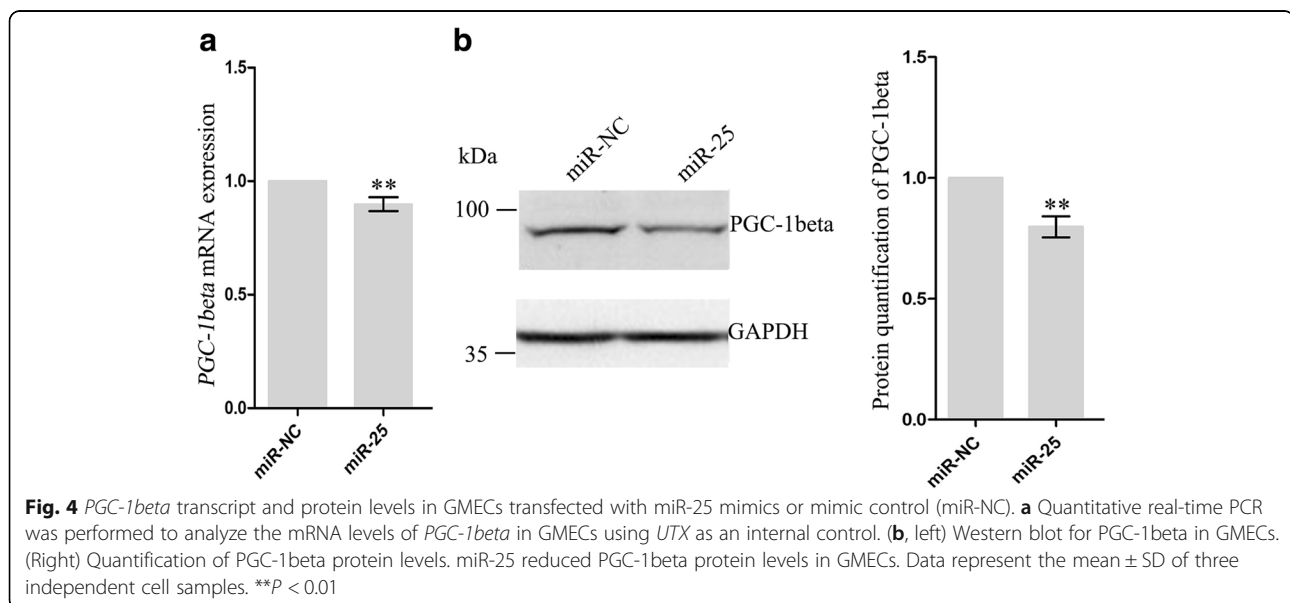 a
b
1.5
1.0
0.5
0.0
PGC-1beta mRNA expression
**
miR-NC
miR-25
kDa
miR-NC
miR-25
100
PGC-1beta
GAPDH
35
1.5
1.0
0.5
0.0
Protein quantification of PGC-1beta
**
miR-NC
miR-25
Fig. 4 PGC-1beta transcript and protein levels in GMECs transfected with miR-25 mimics or mimic control (miR-NC). a Quantitative real-time PCR
was performed to analyze the mRNA levels of PGC-1beta in GMECs using UTX as an internal control. (b, left) Western blot for PGC-1beta in GMECs.
(Right) Quantification of PGC-1beta protein levels. miR-25 reduced PGC-1beta protein levels in GMECs. Data represent the mean ± SD of three
independent cell samples. **P < 0.01